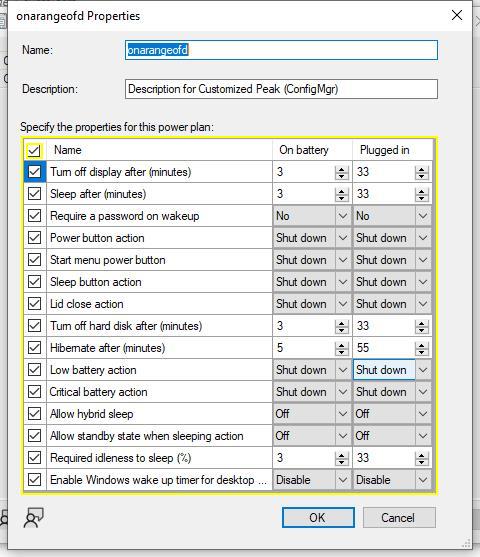 onarangeofd Properties
Name: onarangeofd
Description: Description for Customized Peak (ConfigMgr)
Specify the properties for this power plan:
Name On battery Plugged in
Turn off display after (minutes) 3 33
Sleep after (minutes) 3 33
Require a password on wakeup No No
Power button action Shut down Shut down
Start menu power button Shut down Shut down
Sleep button action Shut down Shut down
Lid close action Shut down Shut down
Turn off hard disk after (minutes) 3 33
Hibernate after (minutes) 5 55
Low battery action Shut down Shut down
Critical battery action Shut down Shut down
Allow hybrid sleep Off Off
Allow standby state when sleeping action Off Off
Required idleness to sleep (%) 3 33
Enable Windows wake up timer for desktop ... Disable Disable
OK Cancel